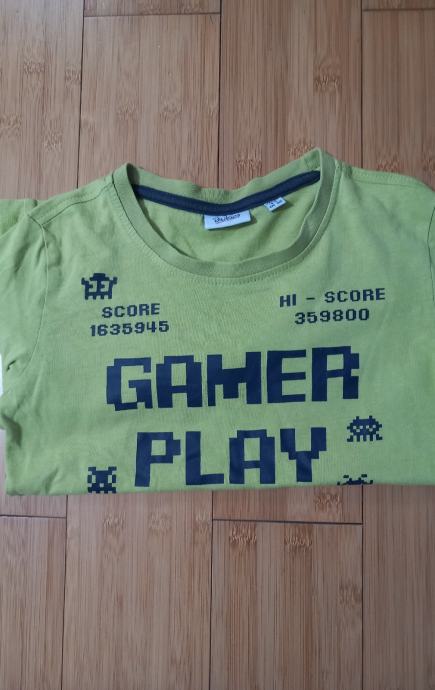 SCORE
1635945
HI - SCORE
359800
GAMER
PLAY